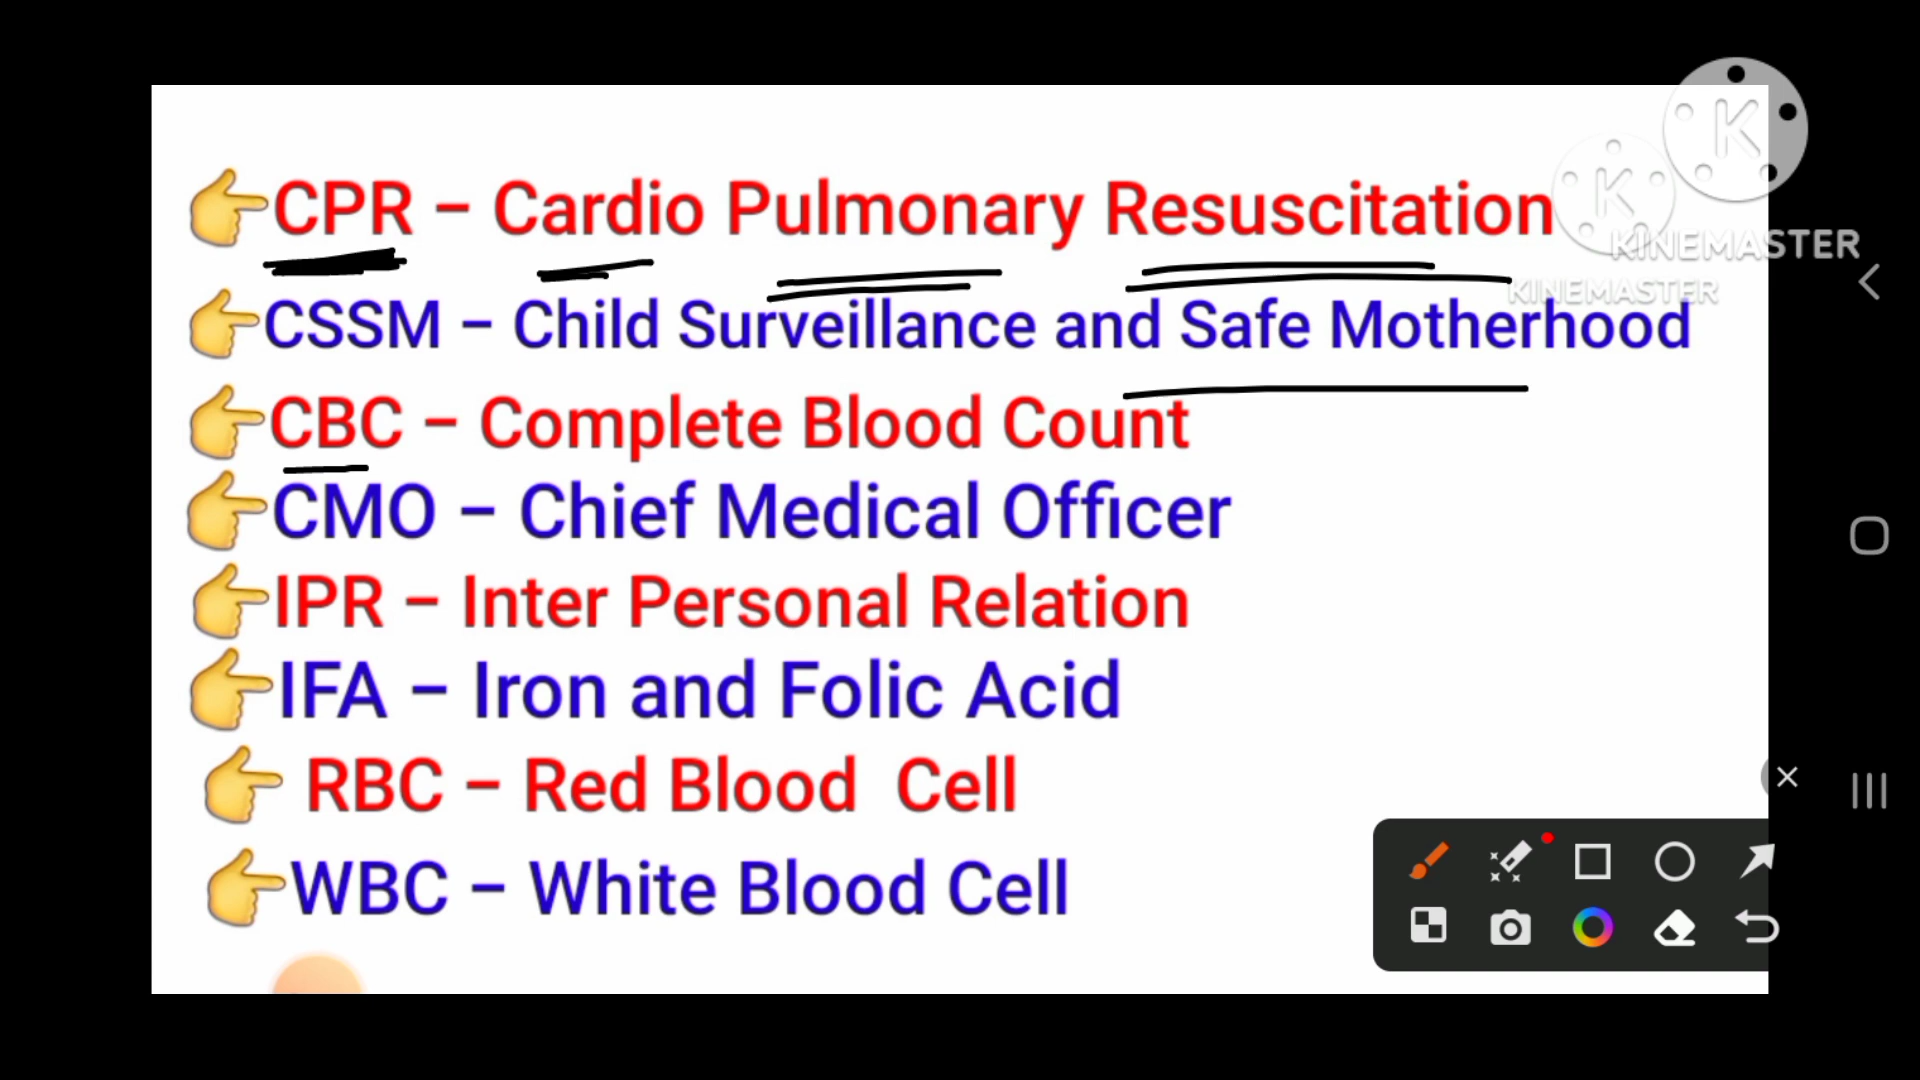 👉CPR – Cardio Pulmonary Resuscitation
KINEMASTER
KINEMASTER
👉CSSM – Child Surveillance and Safe Motherhood
👉CBC – Complete Blood Count
👉CMO – Chief Medical Officer
👉IPR – Inter Personal Relation
👉IFA – Iron and Folic Acid
👉RBC – Red Blood Cell
👉WBC – White Blood Cell